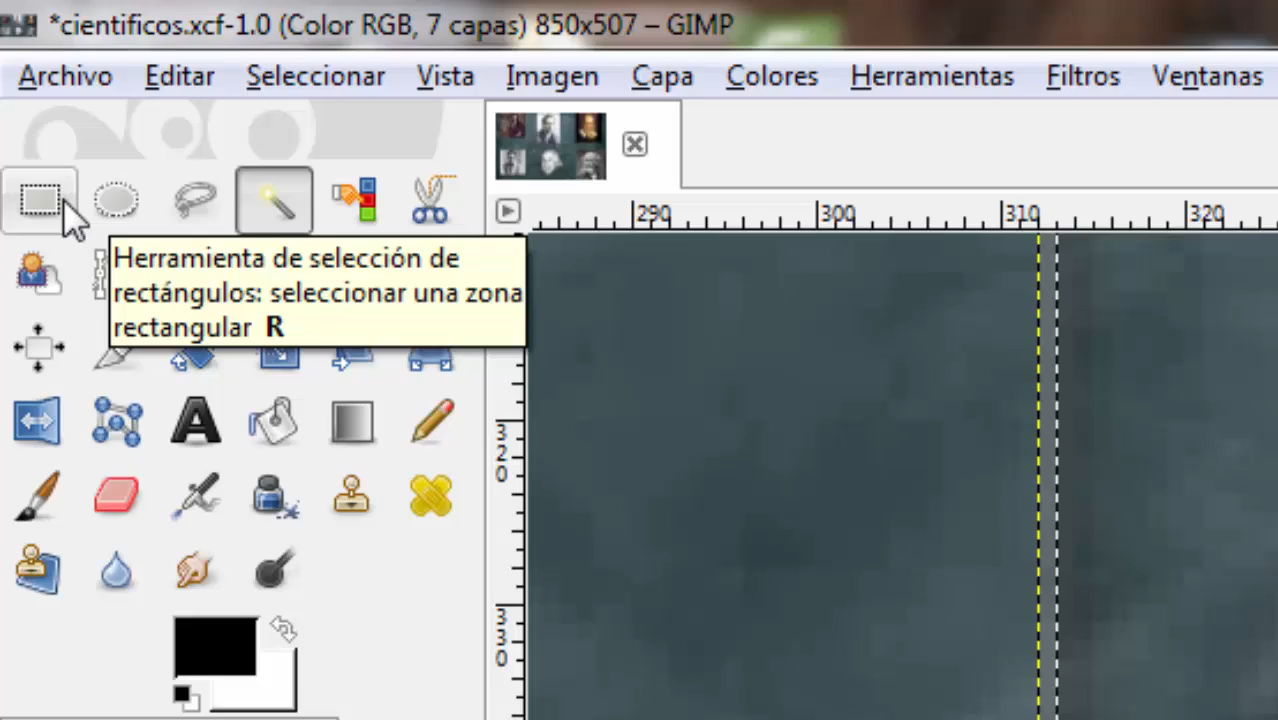 *cientificos.xcf-1.0 (Color RGB, 7 capas) 850x507 – GIMP
Archivo Editar Seleccionar Vista Imagen Capa Colores Herramientas Filtros Ventanas
290 300 310 320
Herramienta de selección de
rectángulos: seleccionar una zona
rectangular R
320
330